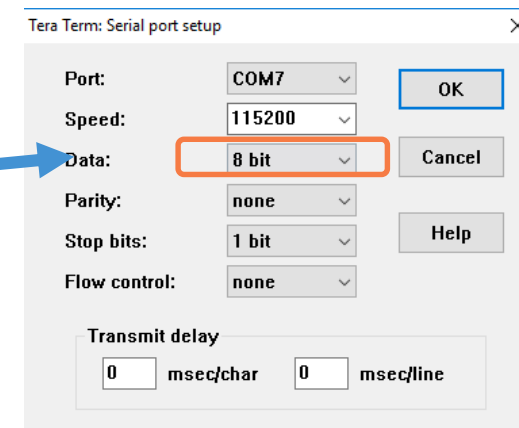 Tera Term: Serial port setup
Port: COM7 OK
Speed: 115200
Data: 8 bit Cancel
Parity: none
Stop bits: 1 bit Help
Flow control: none
Transmit delay
0 msec/char 0 msec/line